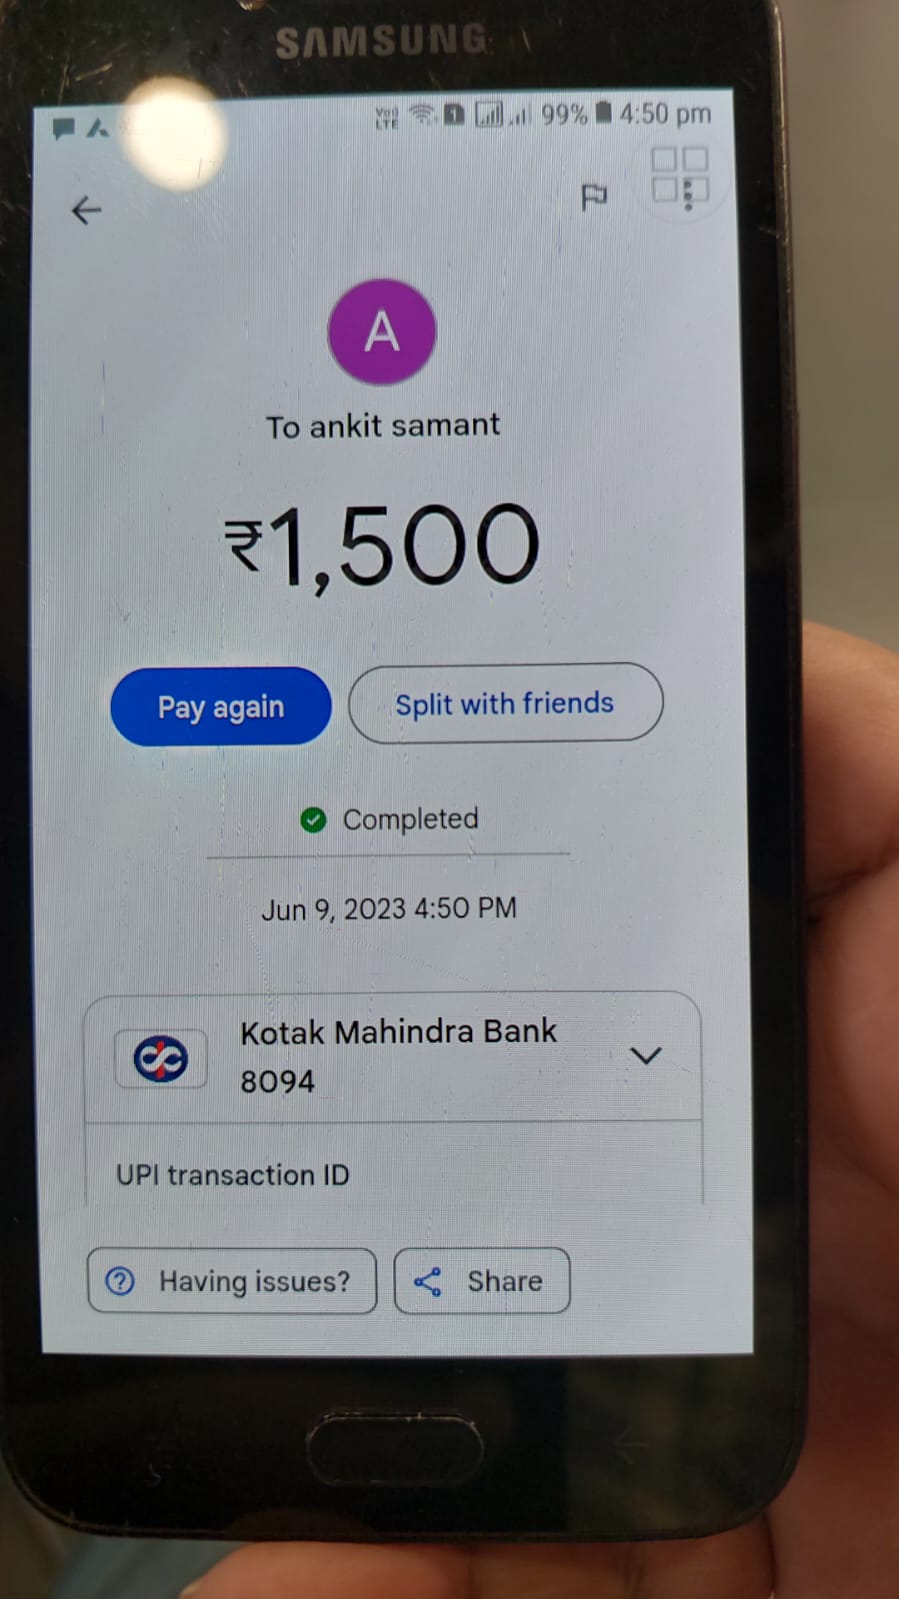 SAMSUNG
Vo)) LTE 1 99% 4:50 pm
A
To ankit samant
₹1,500
Pay again
Split with friends
Completed
Jun 9, 2023 4:50 PM
Kotak Mahindra Bank
8094
UPI transaction ID
Having issues?
Share